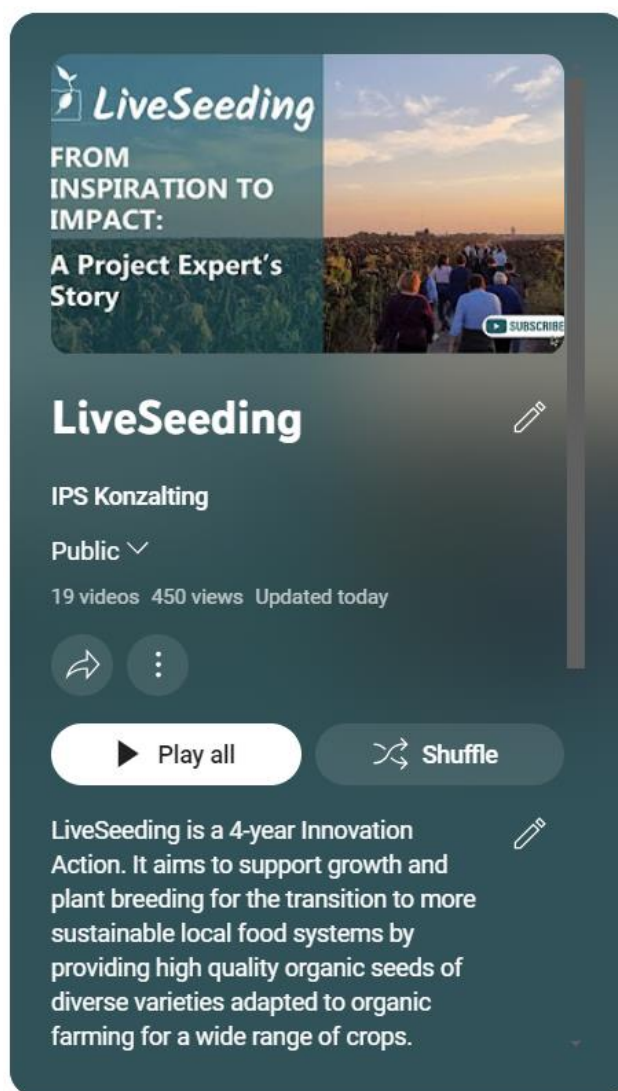 LiveSeeding
FROM
INSPIRATION TO
IMPACT:
A Project Expert's
Story
SUBSCRIBE
LiveSeeding
IPS Konzalting
Public
19 videos 450 views Updated today
Play all
Shuffle
LiveSeeding is a 4-year Innovation
Action. It aims to support growth and
plant breeding for the transition to more
sustainable local food systems by
providing high quality organic seeds of
diverse varieties adapted to organic
farming for a wide range of crops.